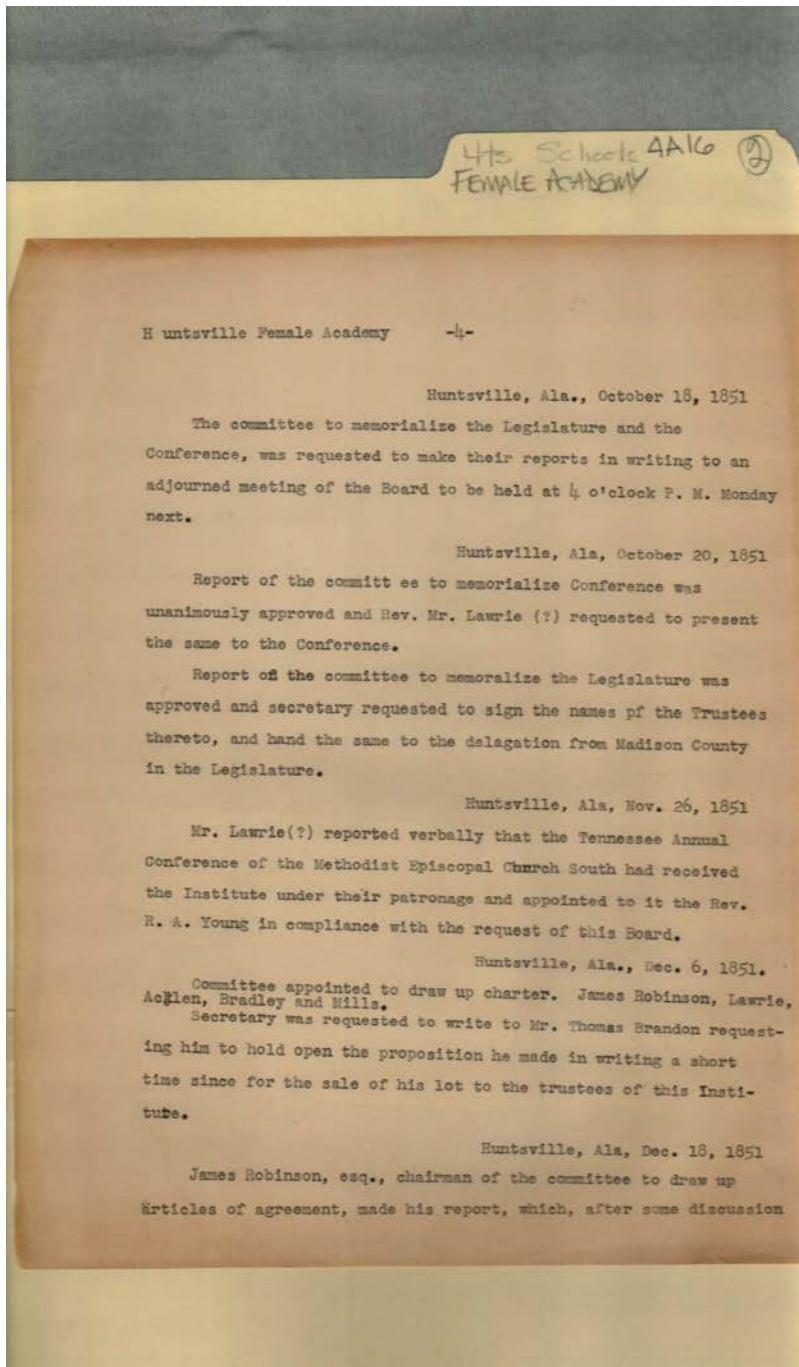 4Hs Schools 4A16 2
FEMALE ACADEMY
H untsville Female Academy -4-
Huntsville, Ala., October 18, 1851
The committee to memorialize the Legislature and the
Conference, was requested to make their reports in writing to an
adjourned meeting of the Board to be held at 4 o'clock P. M. Monday
next.
Huntsville, Ala, October 20, 1851
Report of the committ ee to memorialize Conference was
unanimously approved and Rev. Mr. Lawrie (?) requested to present
the same to the Conference.
Report of the committee to memoralize the Legislature was
approved and secretary requested to sign the names pf the Trustees
thereto, and hand the same to the delagation from Madison County
in the Legislature.
Huntsville, Ala, Nov. 26, 1851
Mr. Lawrie(?) reported verbally that the Tennessee Annual
Conference of the Methodist Episcopal Church South had received
the Institute under their patronage and appointed to it the Rev.
R. A. Young in compliance with the request of this Board.
Huntsville, Ala., Dec. 6, 1851.
Committee appointed to draw up charter. James Robinson, Lawrie,
Acklen, Bradley and Mills.
Secretary was requested to write to Mr. Thomas Brandon request-
ing him to hold open the proposition he made in writing a short
time since for the sale of his lot to the trustees of this Insti-
tute.
Huntsville, Ala, Dec. 18, 1851
James Robinson, esq., chairman of the committee to draw up
articles of agreement, made his report, which, after some discussion